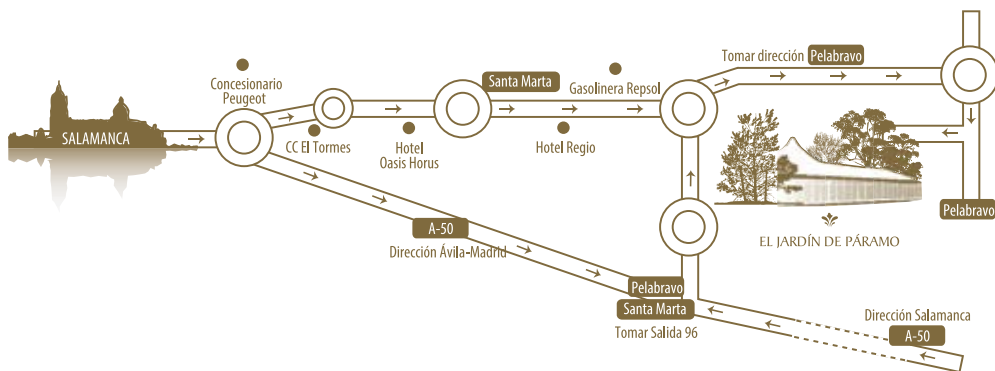 Concesionario
Peugeot
SALAMANCA
CC El Tormes
Hotel
Oasis Horus
Santa Marta
Gasolinera Repsol
Hotel Regio
Tomar dirección Pelabravo
Pelabravo
EL JARDÍN DE PÁRAMO
A-50
Dirección Ávila-Madrid
Pelabravo
Santa Marta
Tomar Salida 96
Dirección Salamanca
A-50